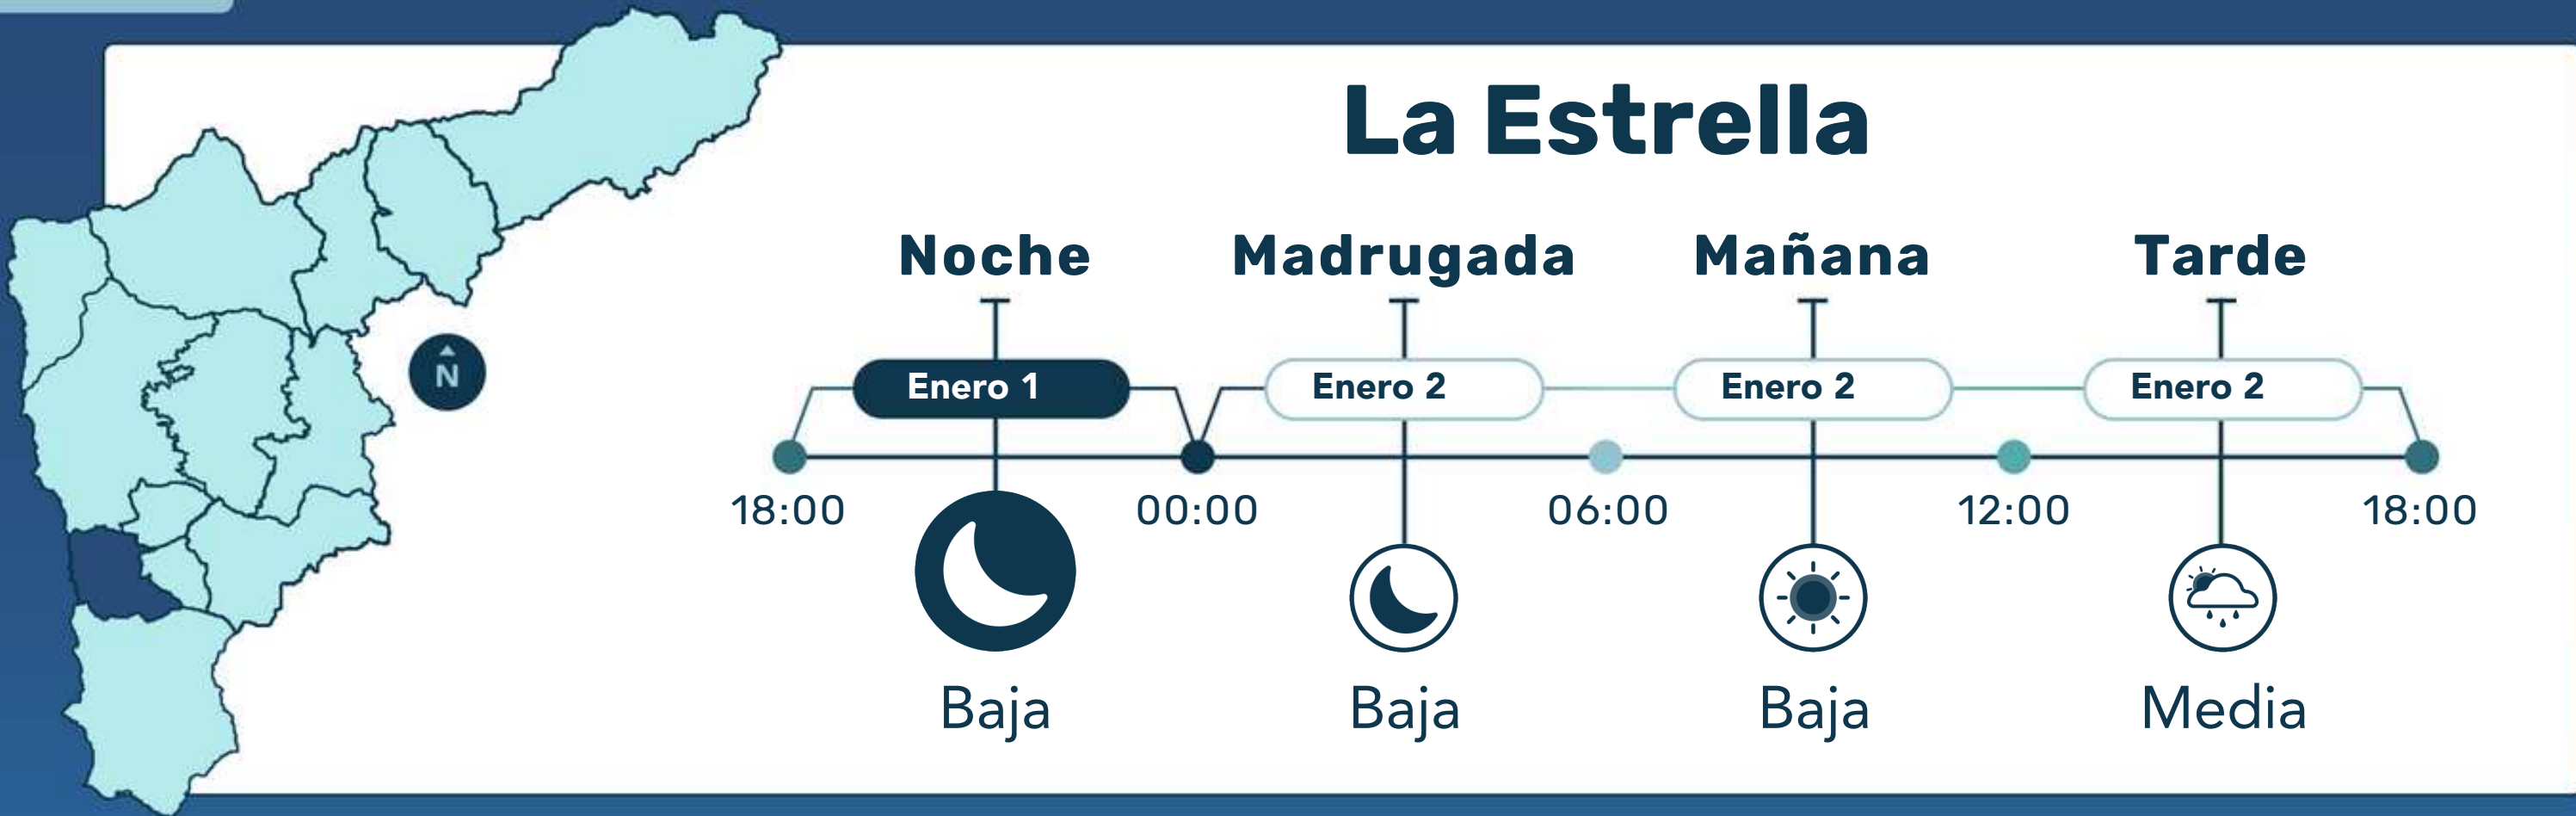 La Estrella
Noche Madrugada Mañana Tarde
N
Enero 1 Enero 2 Enero 2 Enero 2
18:00 00:00 06:00 12:00 18:00
Baja Baja Baja Media